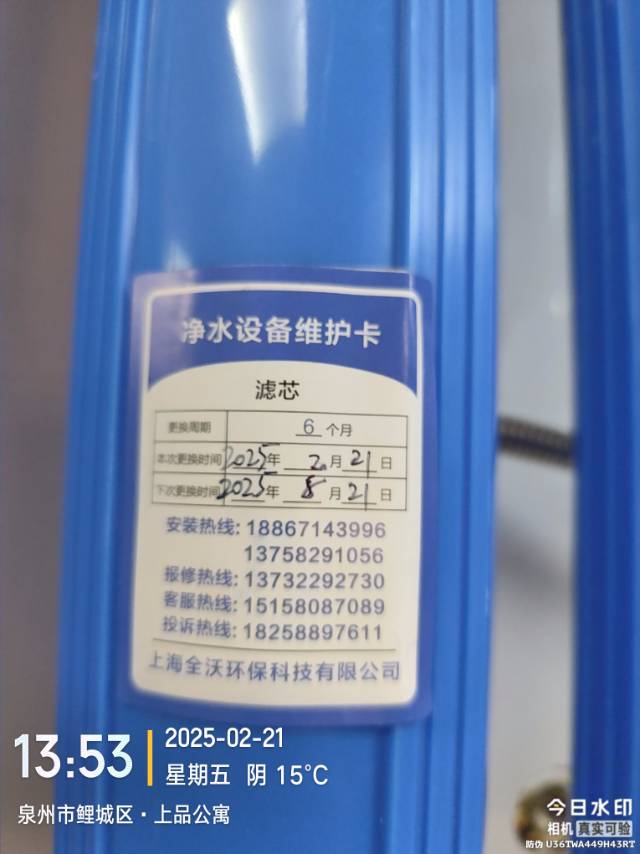 净水设备维护卡
滤芯
更换周期 6 个月
本次更换时间 2025年 2 月 21 日
下次更换时间 2025年 8 月 21 日
安装热线: 18867143996
13758291056
报修热线: 13732292730
客服热线: 15158087089
投诉热线: 18258897611
上海全沃环保科技有限公司
13:53
2025-02-21
星期五 阴 15℃
泉州市鲤城区·上品公寓
今日水印
相机 真实可验
防伪 U36TWA449H43RT